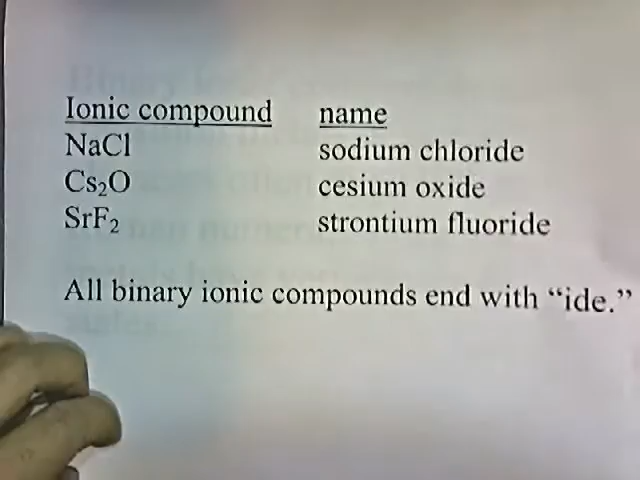 Ionic compound name
NaCl sodium chloride
Cs₂O cesium oxide
SrF₂ strontium fluoride
All binary ionic compounds end with “ide.”